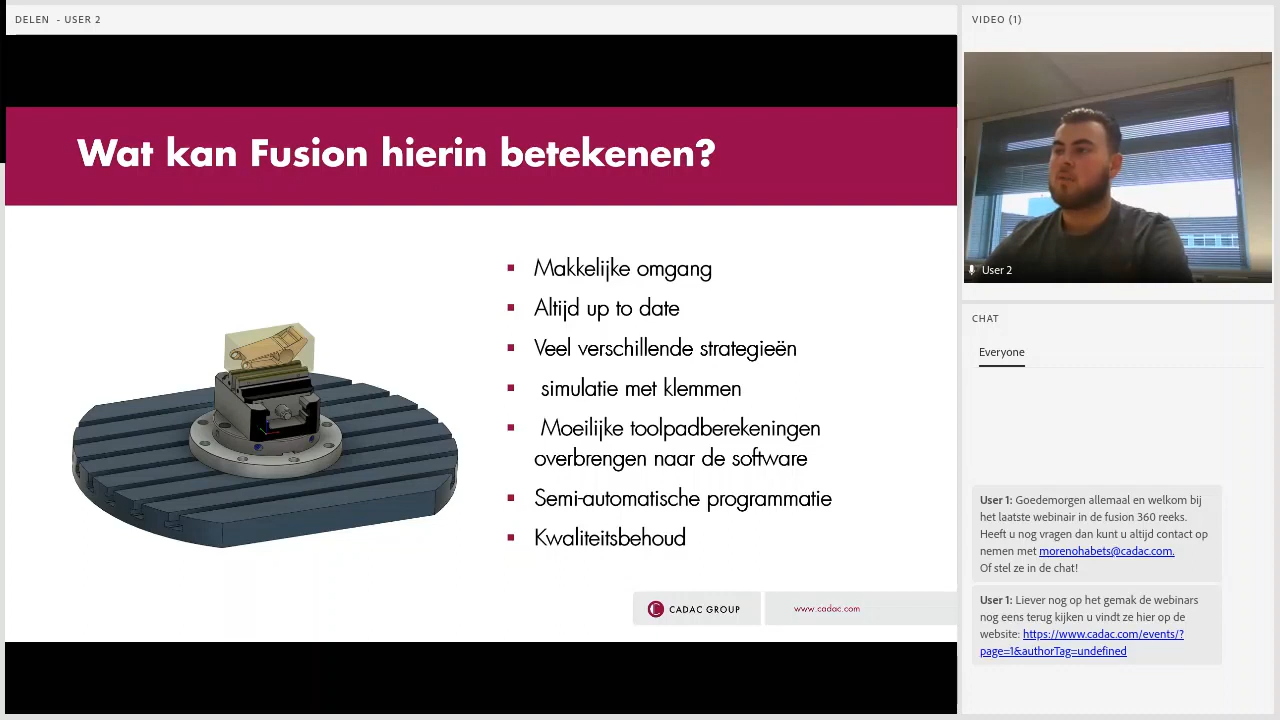 DELEN - USER 2
Wat kan Fusion hierin betekenen?
Makkelijke omgang
Altijd up to date
Veel verschillende strategieën
simulatie met klemmen
Moeilijke toolpadberekeningen
overbrengen naar de software
Semi-automatische programmatie
Kwaliteitsbehoud
CADAC GROUP
www.cadac.com
VIDEO (1)
User 2
CHAT
Everyone
User 1: Goedemorgen allemaal en welkom bij
het laatste webinair in de fusion 360 reeks.
Heeft u nog vragen dan kunt u altijd contact op
nemen met morenohabets@cadac.com.
Of stel ze in de chat!
User 1: Liever nog op het gemak de webinars
nog eens terug kijken u vindt ze hier op de
website: https://www.cadac.com/events/?
page=1&authorTag=undefined